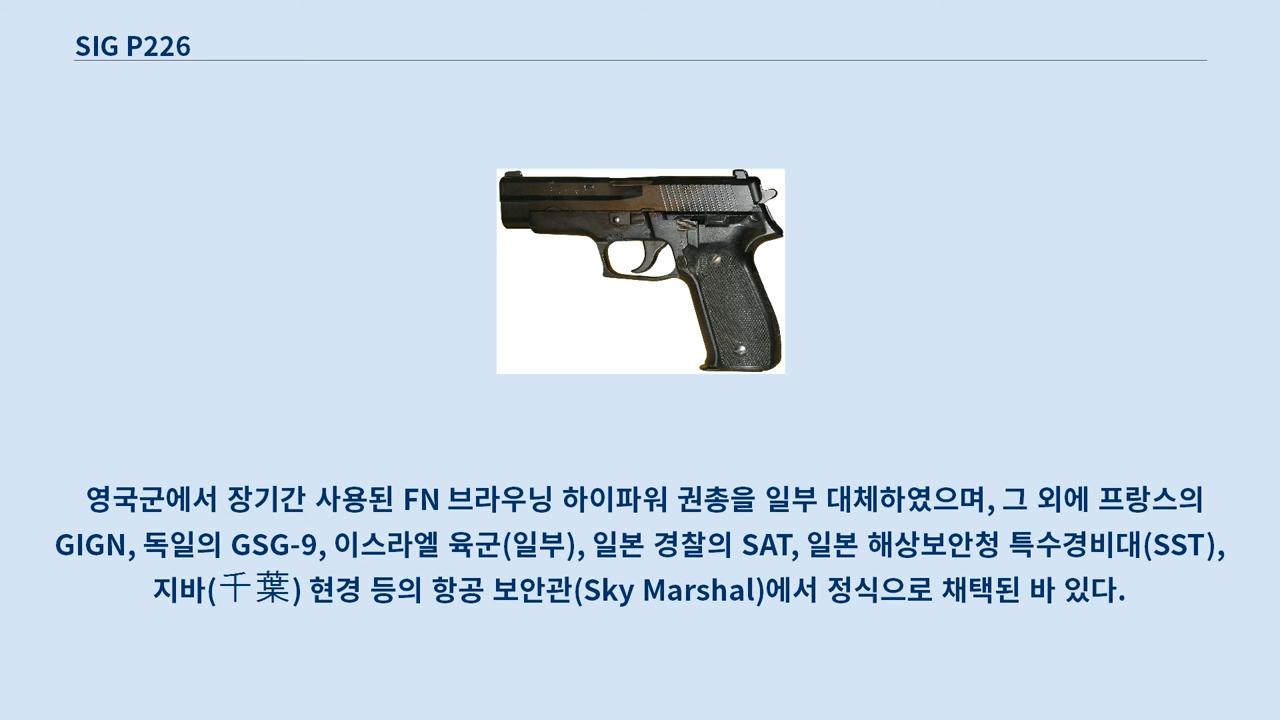 SIG P226
영국군에서 장기간 사용된 FN 브라우닝 하이파워 권총을 일부 대체하였으며, 그 외에 프랑스의
GIGN, 독일의 GSG-9, 이스라엘 육군(일부), 일본 경찰의 SAT, 일본 해상보안청 특수경비대(SST),
지바(千葉) 현경 등의 항공 보안관(Sky Marshal)에서 정식으로 채택된 바 있다.